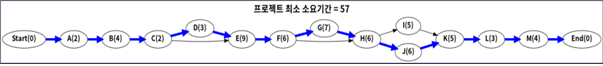 프로젝트 최소 소요기간 = 57
Start(0) A(2) B(4) C(2) D(3) E(9) F(6) G(7) H(6) I(5) J(6) K(5) L(3) M(4) End(0)